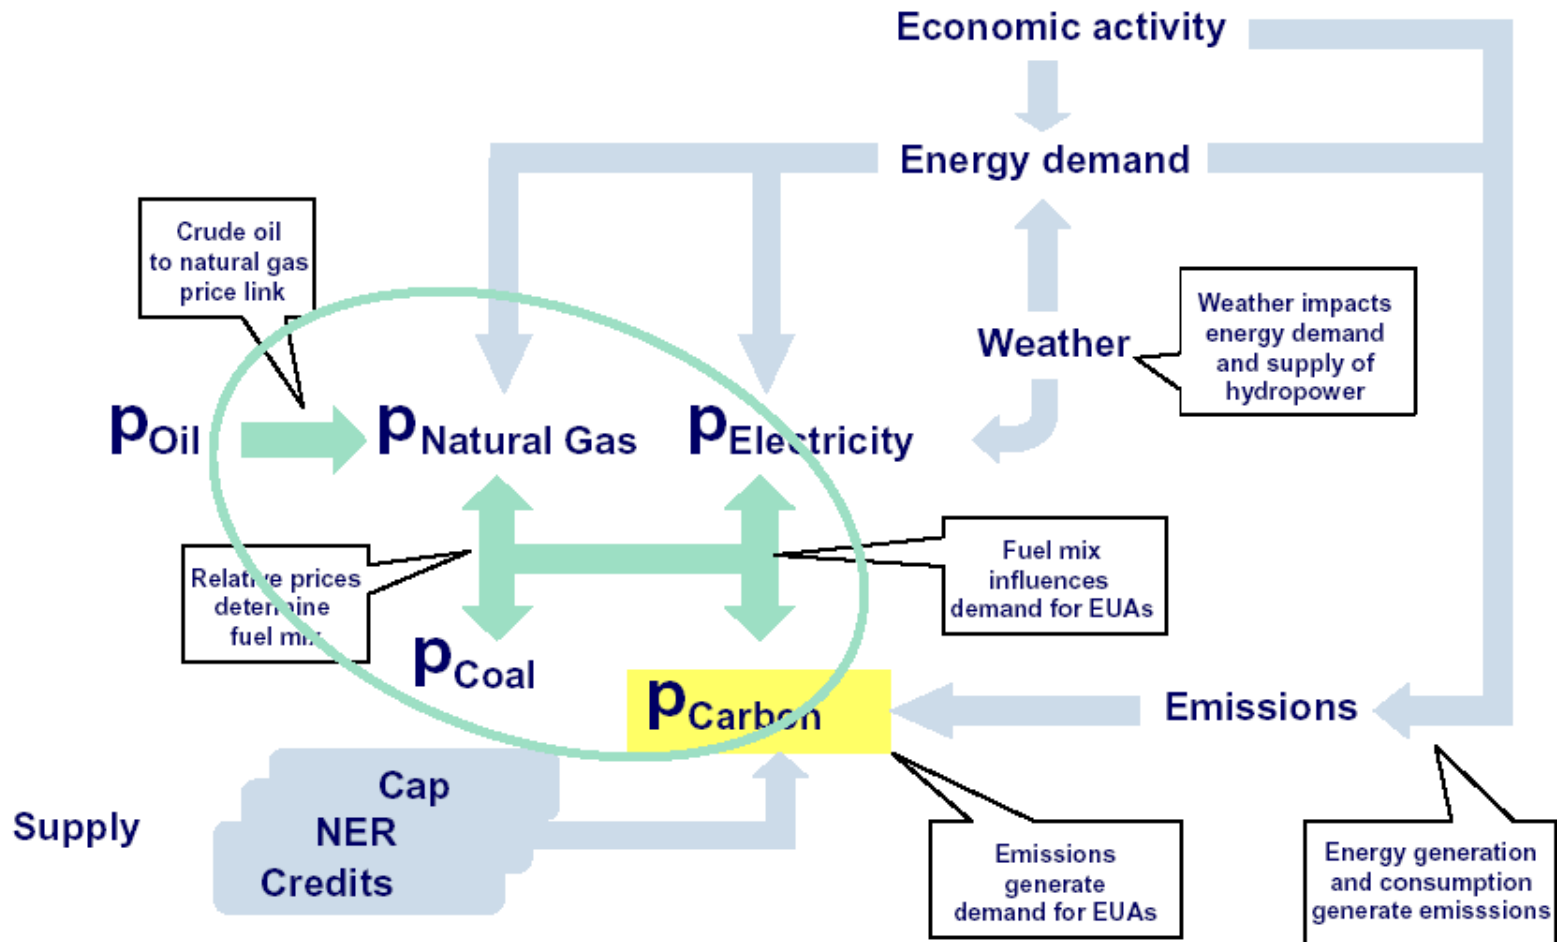 Economic activity
Energy demand
Crude oil
to natural gas
price link
Weather
Weather impacts
energy demand
and supply of
hydropower
pOil
pNatural Gas
pElectricity
Relative prices
determine
fuel mix
Fuel mix
influences
demand for EUAs
pCoal
pCarbon
Emissions
Supply
Cap
NER
Credits
Emissions
generate
demand for EUAs
Energy generation
and consumption
generate emisssions